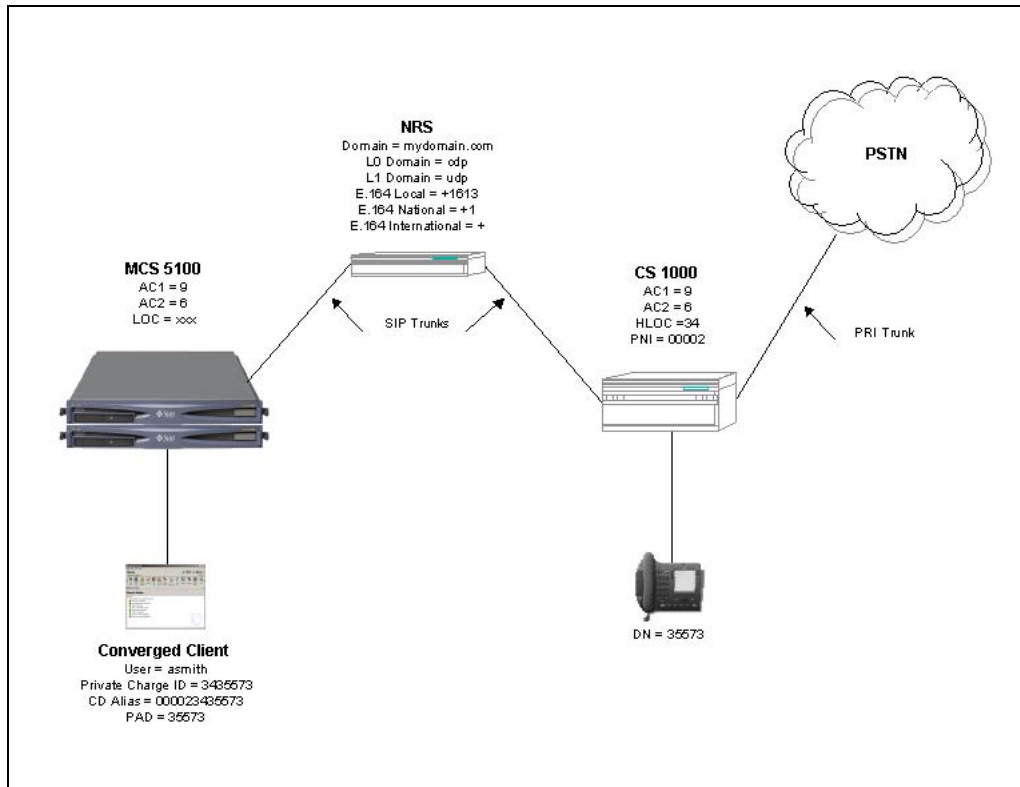 NRS
Domain = mydomain.com
L0 Domain = cdp
L1 Domain = udp
E.164 Local = +1613
E.164 National = +1
E.164 International = +
PSTN
MCS 5100
AC1 = 9
AC2 = 6
LOC = xxx
SIP Trunks
CS 1000
AC1 = 9
AC2 = 6
HLOC =34
PNI = 00002
PRI Trunk
Sun
Sun
Converged Client
User = asmith
Private Charge ID = 3435573
CD Alias = 000023435573
PAD = 35573
DN = 35573